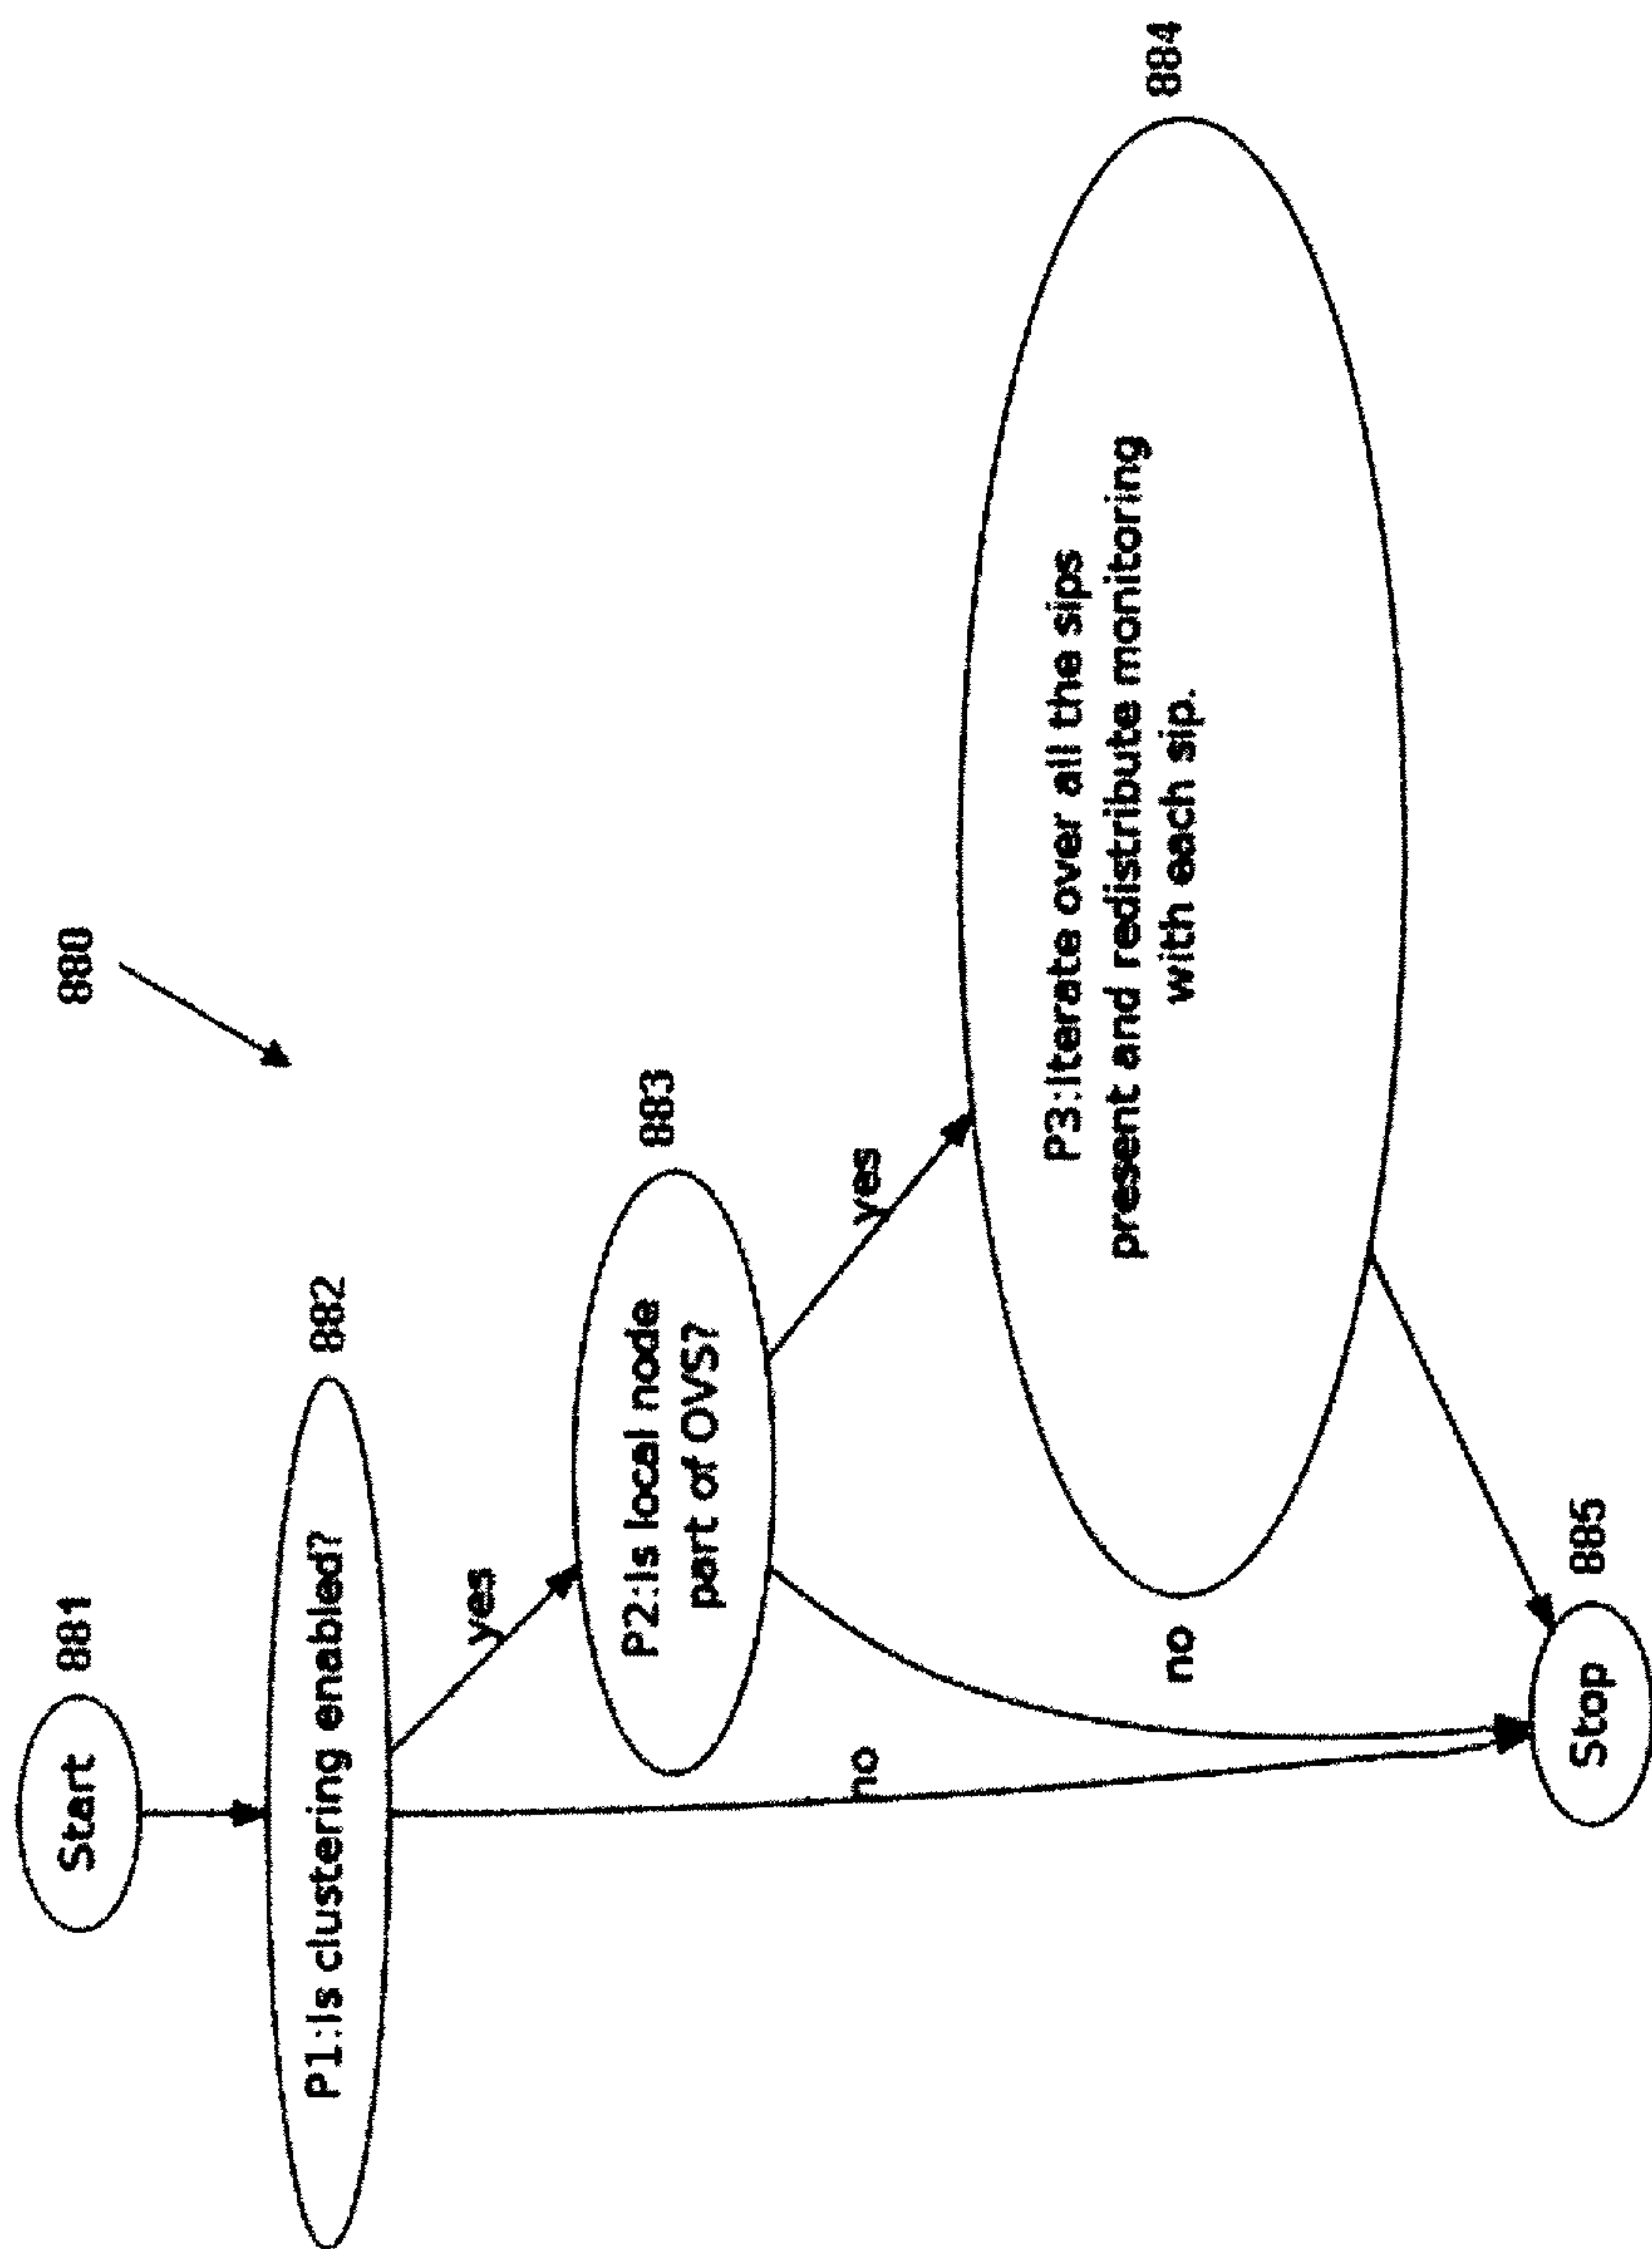 880
Start
881
P1:Is clustering enabled?
882
yes
P2:Is local node
part of OVS?
883
yes
no
P3:Iterate over all the sips
present and redistribute monitoring
with each sip.
884
no
Stop
885